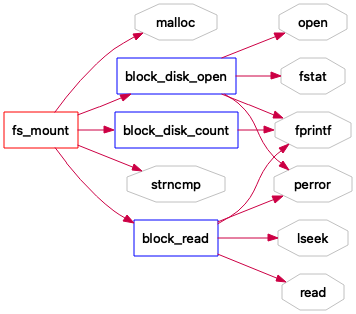 malloc
open
block_disk_open
fstat
fs_mount
block_disk_count
fprintf
strncmp
perror
block_read
lseek
read